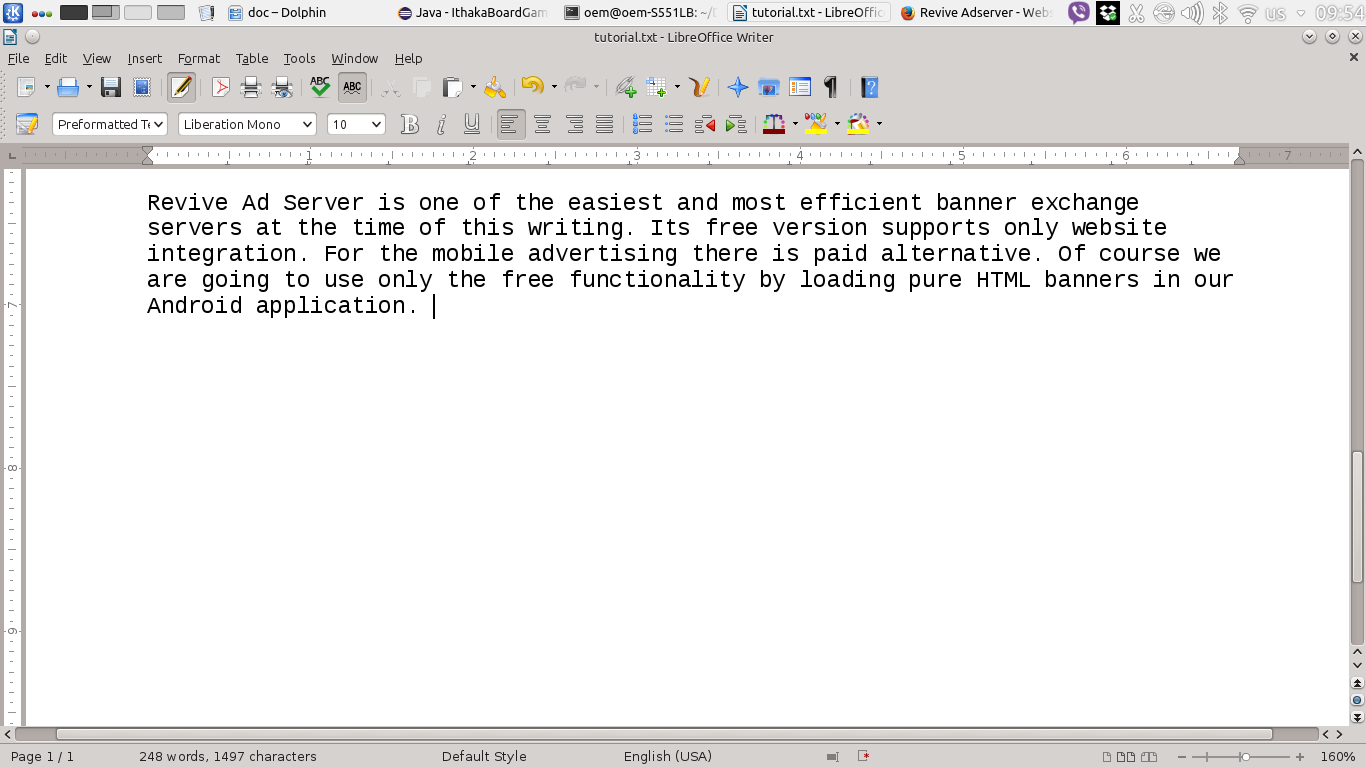 doc – Dolphin
Java - IthakaBoardGam
oem@oem-S551LB: ~/t
tutorial.txt - LibreOffic
Revive Adserver - Web
us
09:54
tutorial.txt - LibreOffice Writer
File Edit View Insert Format Table Tools Window Help
ABC ABC
Preformatted Te Liberation Mono 10 B i U
1 2 3 4 5 6 7
Revive Ad Server is one of the easiest and most efficient banner exchange
servers at the time of this writing. Its free version supports only website
integration. For the mobile advertising there is paid alternative. Of course we
are going to use only the free functionality by loading pure HTML banners in our
Android application.
7
8
9
Page 1 / 1 248 words, 1497 characters Default Style English (USA) 160%